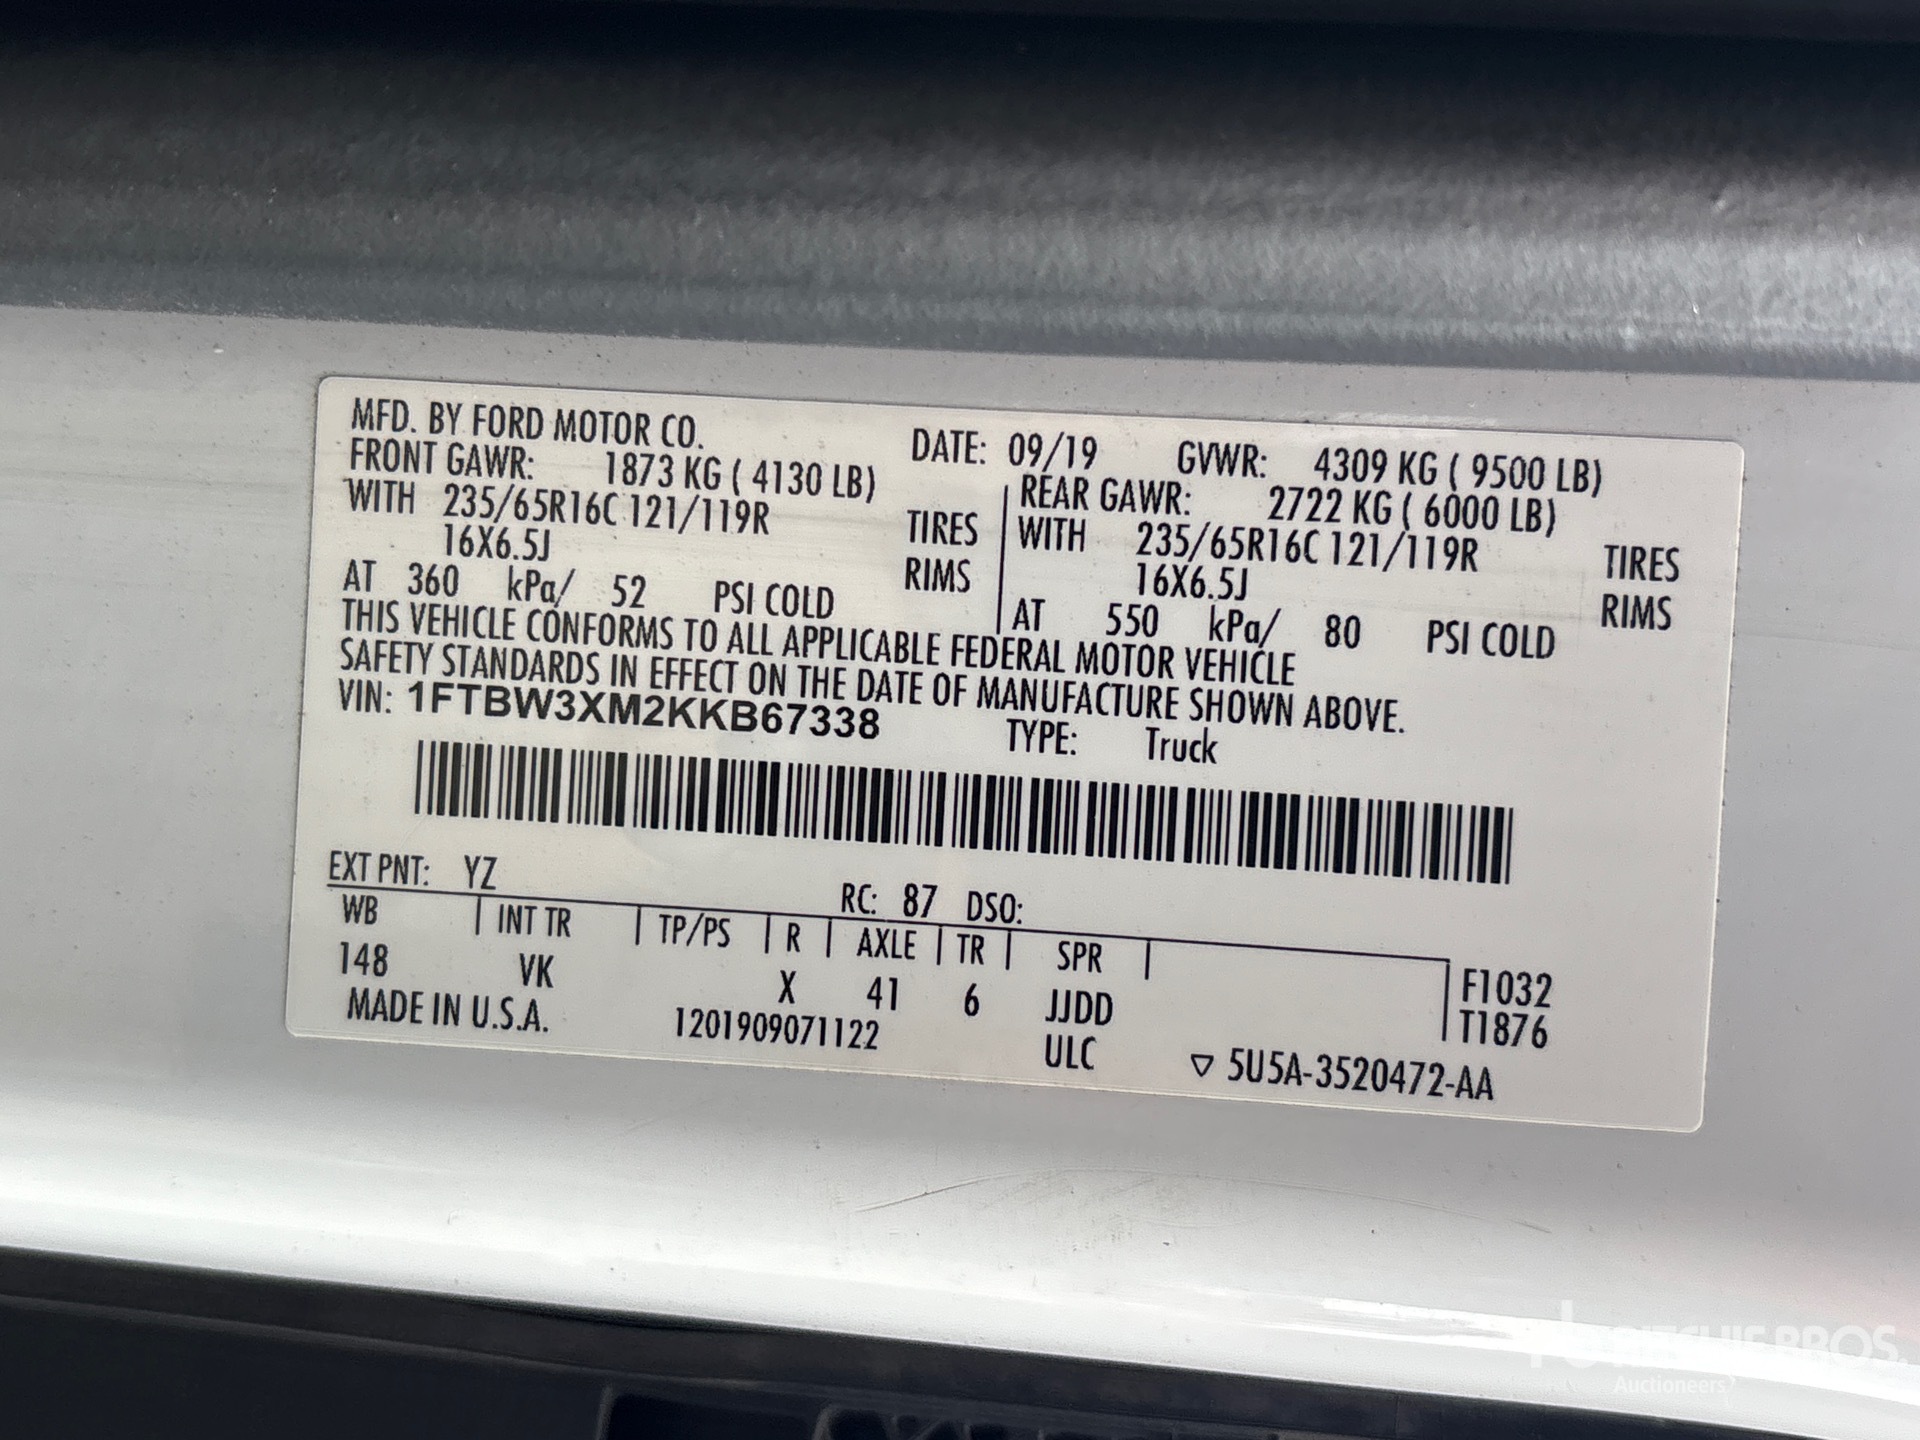 MFD. BY FORD MOTOR CO.
DATE: 09/19 GVWR: 4309 KG ( 9500 LB)
FRONT GAWR: 1873 KG ( 4130 LB)
WITH 235/65R16C 121/119R TIRES
16X6.5J RIMS
AT 360 kPa/ 52 PSI COLD
REAR GAWR: 2722 KG ( 6000 LB)
WITH 235/65R16C 121/119R TIRES
16X6.5J RIMS
AT 550 kPa/ 80 PSI COLD
THIS VEHICLE CONFORMS TO ALL APPLICABLE FEDERAL MOTOR VEHICLE
SAFETY STANDARDS IN EFFECT ON THE DATE OF MANUFACTURE SHOWN ABOVE.
VIN: 1FTBW3XM2KKB67338 TYPE: Truck
EXT PNT: YZ RC: 87 DSO:
WB INT TR TP/PS R AXLE TR SPR
148 VK X 41 6 JJDD F1032
MADE IN U.S.A. 1201909071122 ULC T1876
▽ 5U5A-3520472-AA
RITCHIE BROS.
Auctioneers